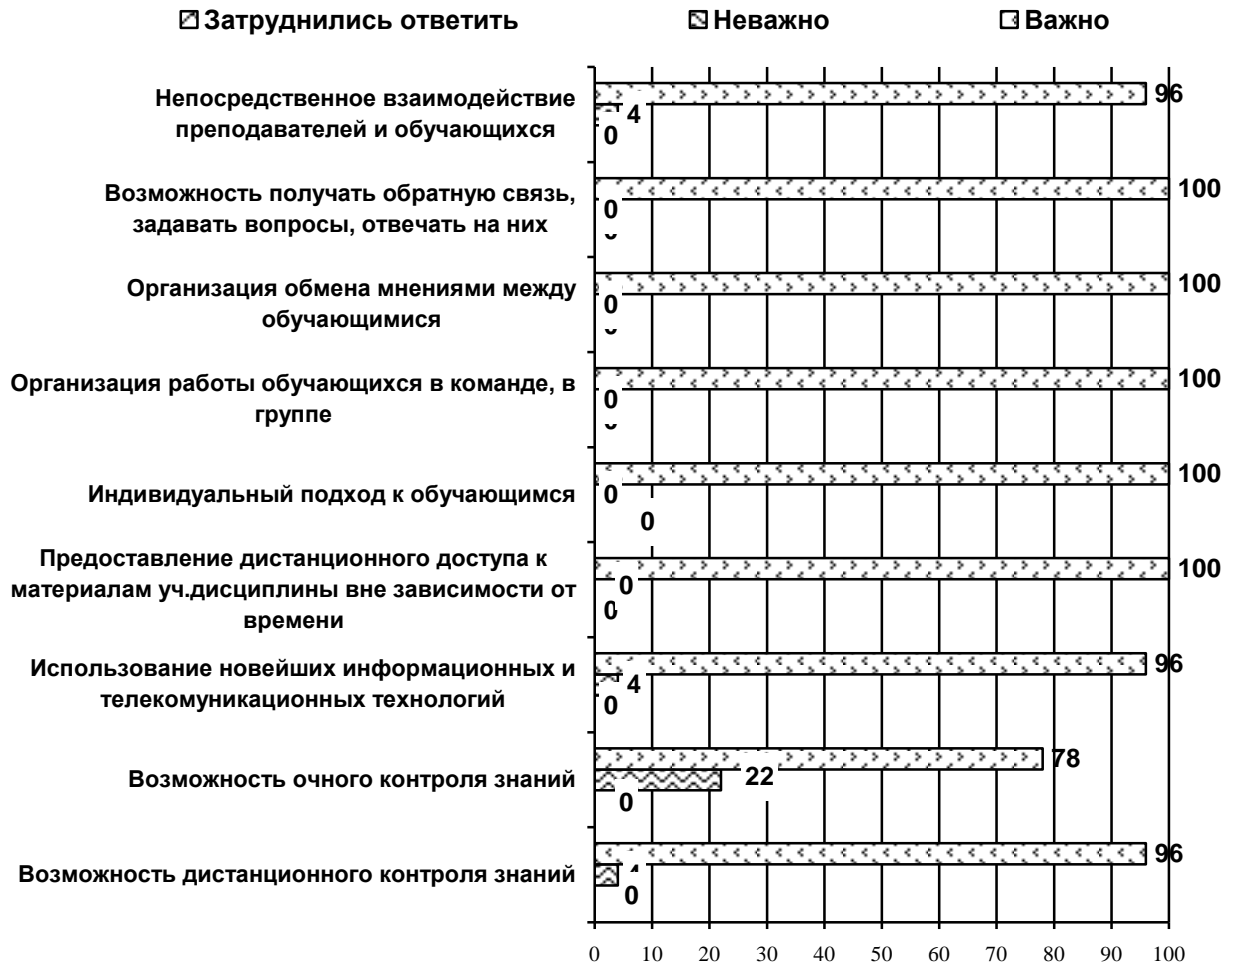 Затруднились ответить Неважно Важно
Непосредственное взаимодействие
преподавателей и обучающихся
96
4
0
Возможность получать обратную связь,
задавать вопросы, отвечать на них
100
0
Организация обмена мнениями между
обучающимися
100
0
Организация работы обучающихся в команде, в
группе
100
0
Индивидуальный подход к обучающимся
100
0
0
Предоставление дистанционного доступа к
материалам уч.дисциплины вне зависимости от
времени
100
0
0
Использование новейших информационных и
телекомуникационных технологий
96
4
0
Возможность очного контроля знаний
78
22
0
Возможность дистанционного контроля знаний
96
0
0 10 20 30 40 50 60 70 80 90 100